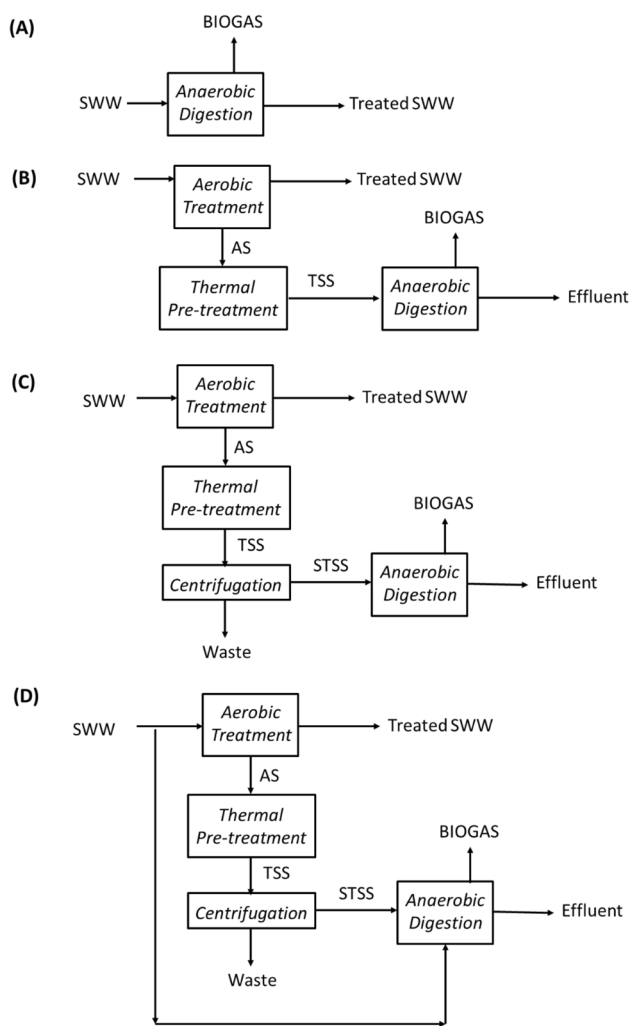 (A)
BIOGAS
SWW
Anaerobic
Digestion
Treated SWW
(B)
SWW
Aerobic
Treatment
Treated SWW
AS
BIOGAS
Thermal
Pre-treatment
TSS
Anaerobic
Digestion
Effluent
(C)
SWW
Aerobic
Treatment
Treated SWW
AS
Thermal
Pre-treatment
BIOGAS
TSS
Centrifugation
STSS
Anaerobic
Digestion
Effluent
Waste
(D)
SWW
Aerobic
Treatment
Treated SWW
AS
Thermal
Pre-treatment
BIOGAS
TSS
Centrifugation
STSS
Anaerobic
Digestion
Effluent
Waste